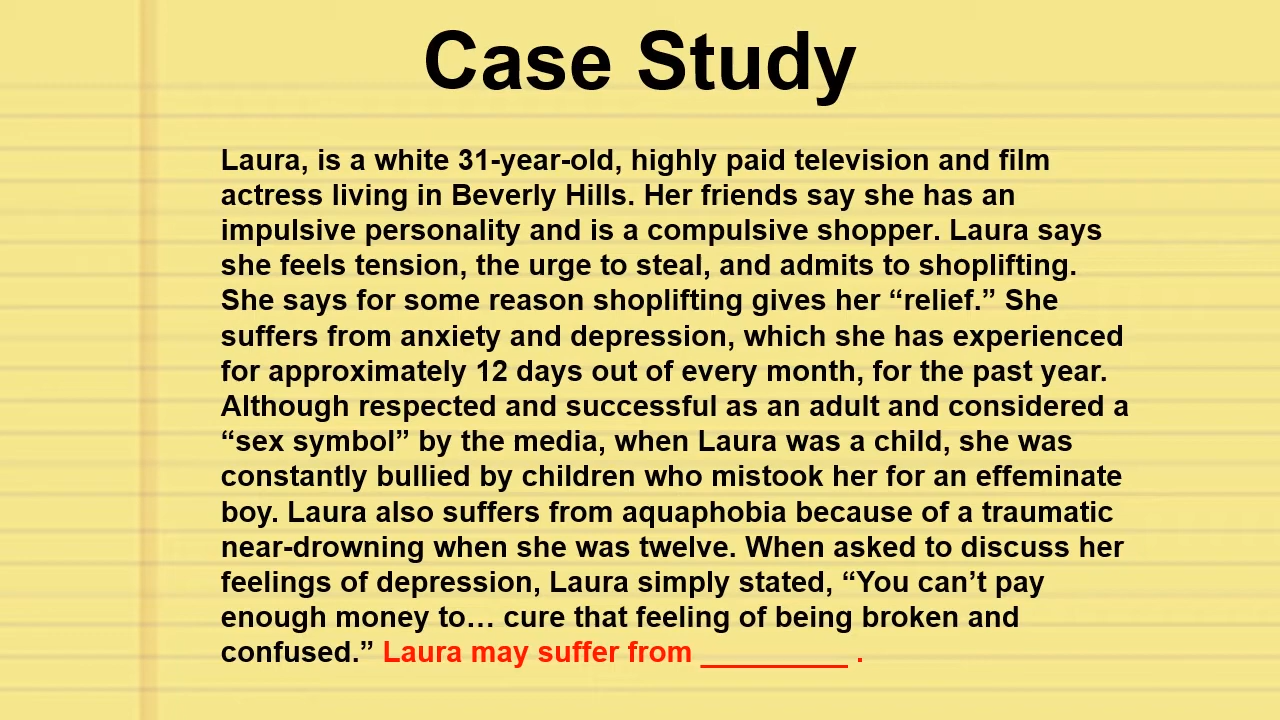 Case Study
Laura, is a white 31-year-old, highly paid television and film
actress living in Beverly Hills. Her friends say she has an
impulsive personality and is a compulsive shopper. Laura says
she feels tension, the urge to steal, and admits to shoplifting.
She says for some reason shoplifting gives her “relief.” She
suffers from anxiety and depression, which she has experienced
for approximately 12 days out of every month, for the past year.
Although respected and successful as an adult and considered a
“sex symbol” by the media, when Laura was a child, she was
constantly bullied by children who mistook her for an effeminate
boy. Laura also suffers from aquaphobia because of a traumatic
near-drowning when she was twelve. When asked to discuss her
feelings of depression, Laura simply stated, “You can’t pay
enough money to… cure that feeling of being broken and
confused.” Laura may suffer from _________ .